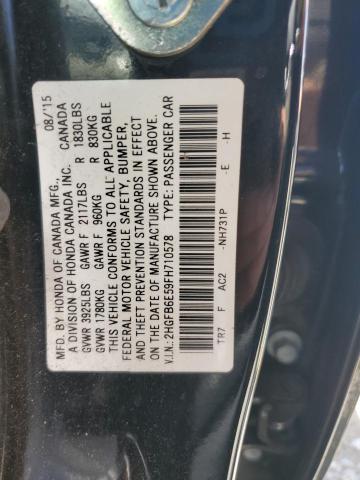 MFD. BY HONDA OF CANADA MFG., 08/'15
A DIVISION OF HONDA CANADA INC. CANADA
GVWR 3925LBS GAWR F 2117LBS R 1830LBS
GVWR 1780KG GAWR F 960KG R 830KG
THIS VEHICLE CONFORMS TO ALL APPLICABLE
FEDERAL MOTOR VEHICLE SAFETY, BUMPER,
AND THEFT PREVENTION STANDARDS IN EFFECT
ON THE DATE OF MANUFACTURE SHOWN ABOVE.
V.I.N.: 2HGFB6E59FH710578 TYPE: PASSENGER CAR
TR7 F AC2 -NH731P -E -H